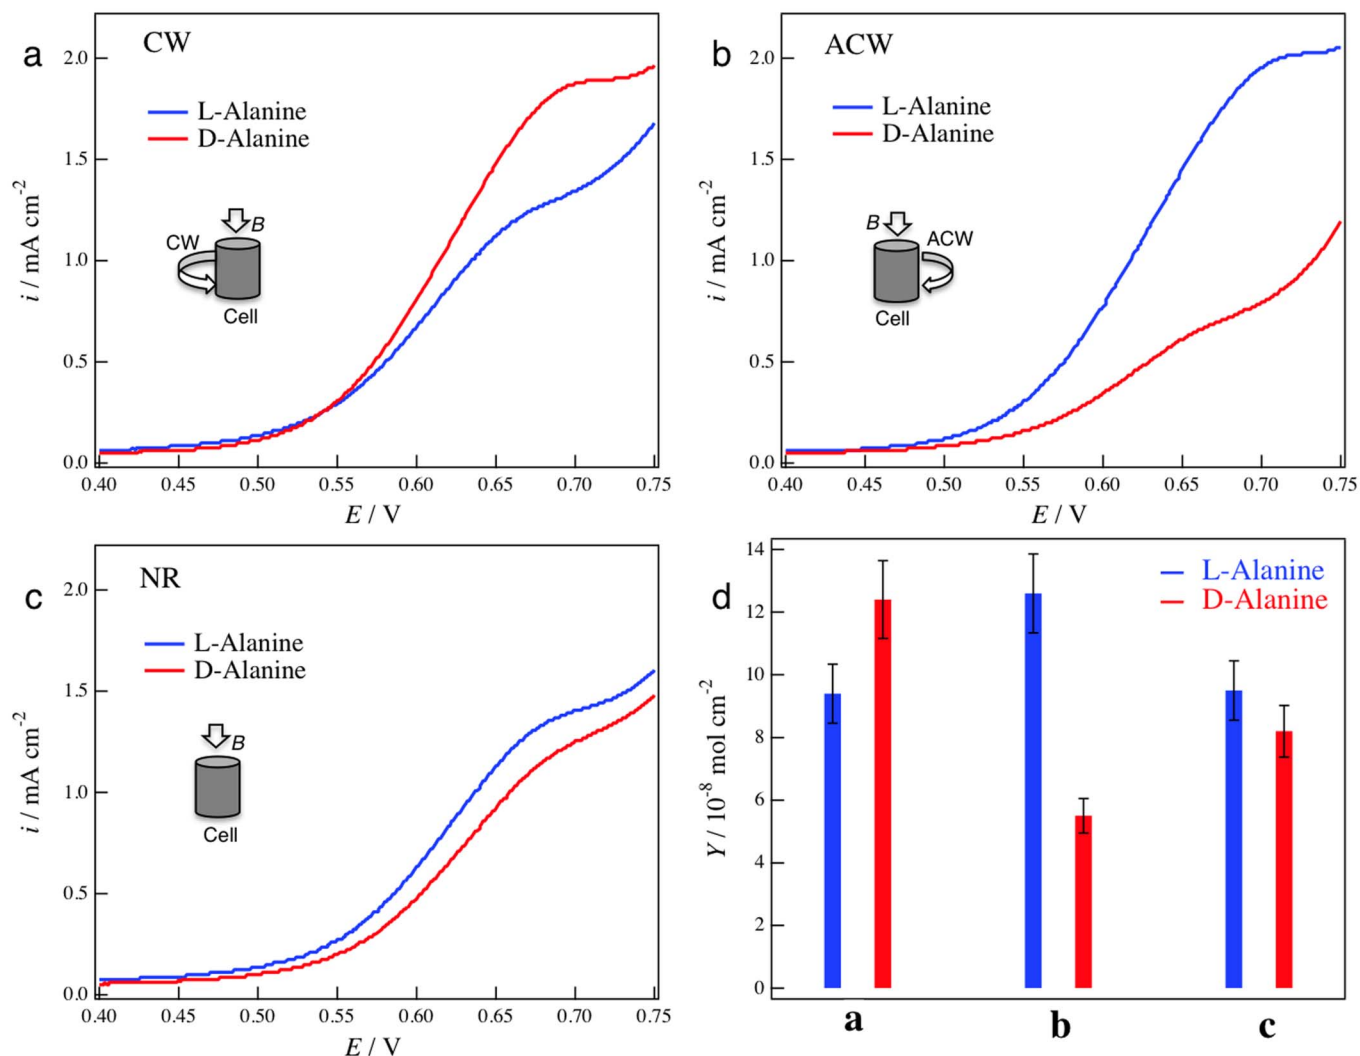 a
CW
L-Alanine
D-Alanine
B
CW
Cell
2.0
1.5
1.0
0.5
0.0
i / mA cm-2
0.40 0.45 0.50 0.55 0.60 0.65 0.70 0.75
E / V
b
ACW
L-Alanine
D-Alanine
B
ACW
Cell
2.0
1.5
1.0
0.5
0.0
i / mA cm-2
0.40 0.45 0.50 0.55 0.60 0.65 0.70 0.75
E / V
c
NR
L-Alanine
D-Alanine
B
Cell
2.0
1.5
1.0
0.5
0.0
i / mA cm-2
0.40 0.45 0.50 0.55 0.60 0.65 0.70 0.75
E / V
d
L-Alanine
D-Alanine
14
12
10
8
6
4
2
0
Y / 10-8 mol cm-2
a b c